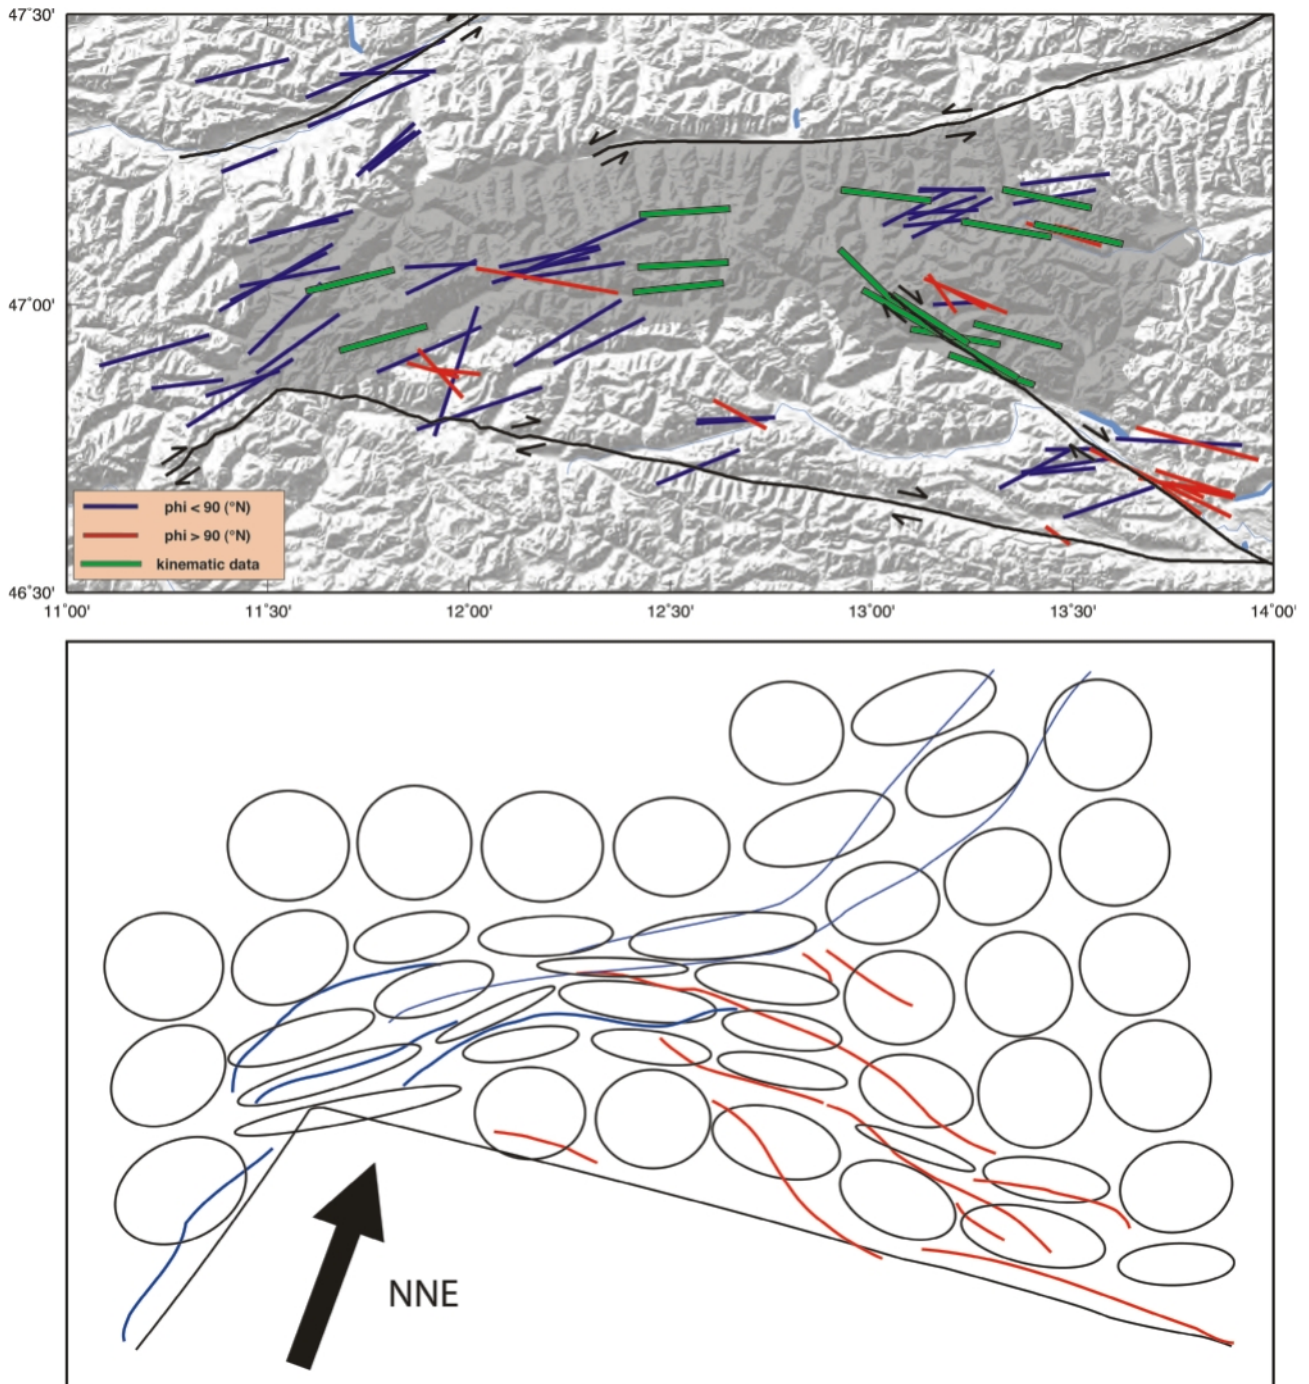 47˚30'
47˚00'
phi < 90 (°N)
phi > 90 (°N)
kinematic data
46˚30'
11˚00' 11˚30' 12˚00' 12˚30' 13˚00' 13˚30' 14˚00'
NNE